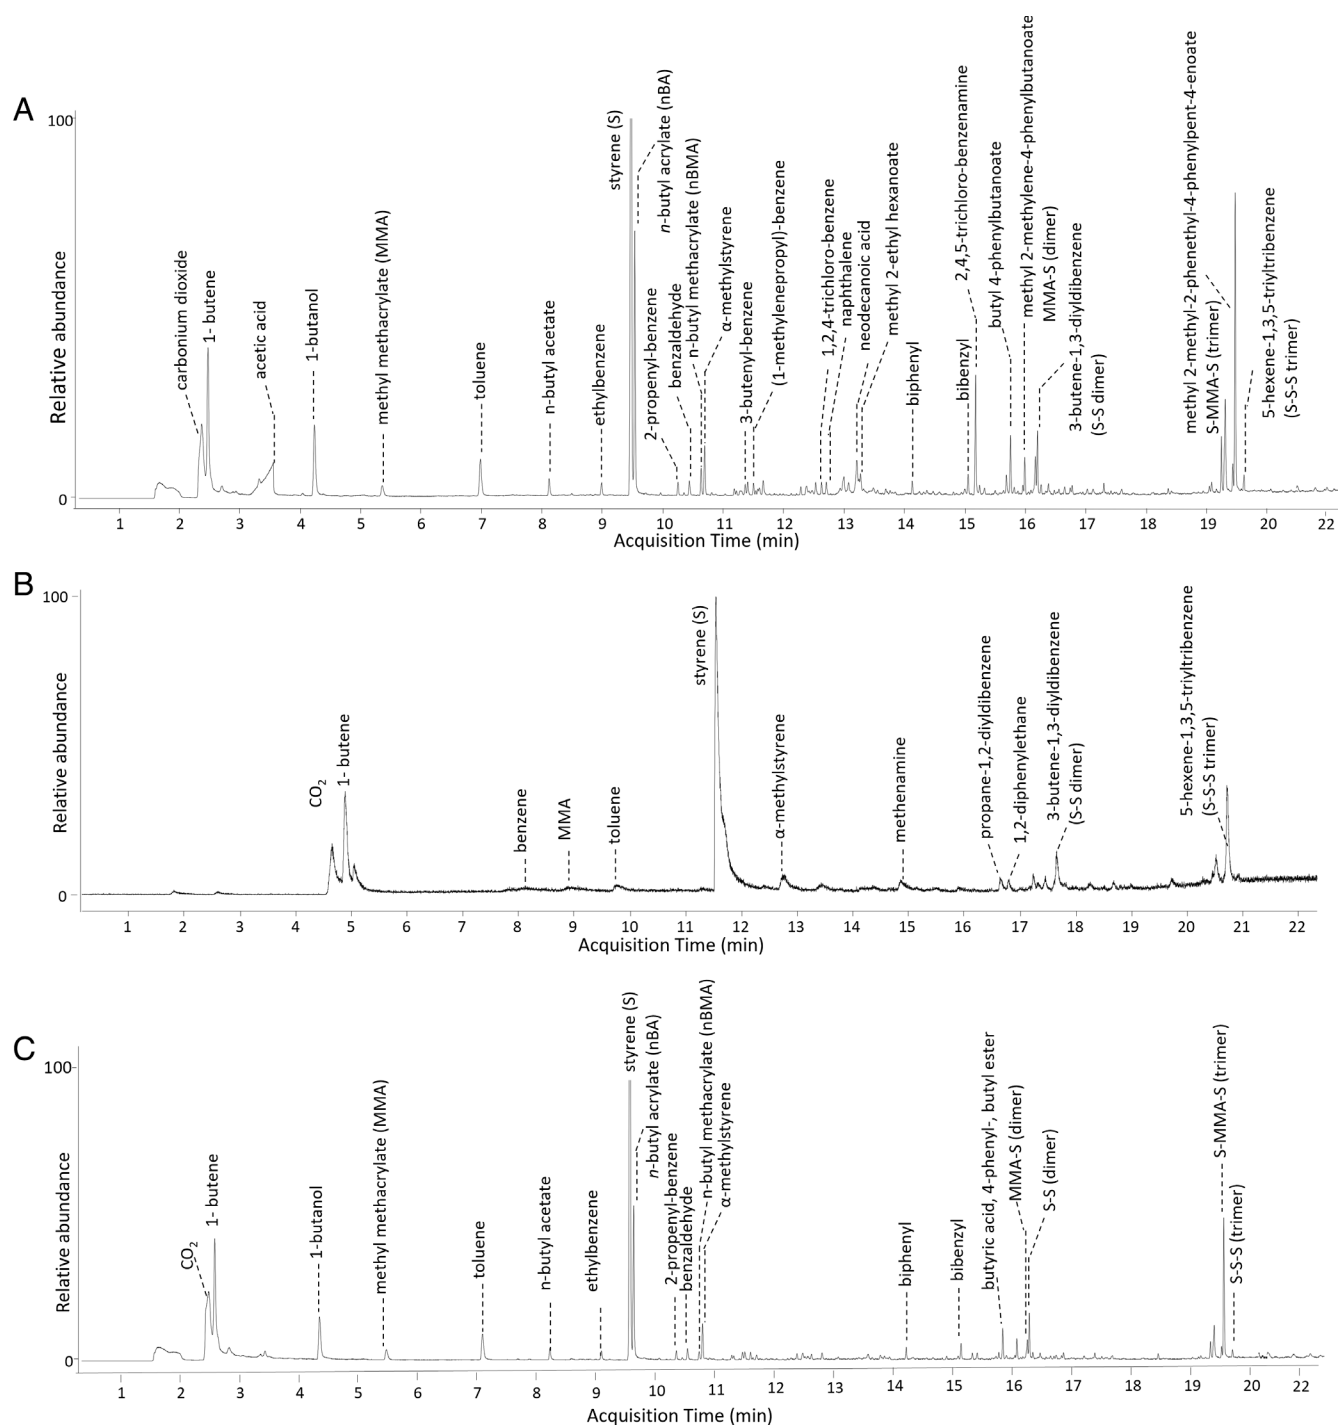 A
100
0
Relative abundance
carbonium dioxide
1- butene
acetic acid
1-butanol
methyl methacrylate (MMA)
toluene
n-butyl acetate
ethylbenzene
styrene (S)
n-butyl acrylate (nBA)
2-propenyl-benzene
benzaldehyde
n-butyl methacrylate (nBMA)
α-methylstyrene
3-butenyl-benzene
(1-methylenepropyl)-benzene
1,2,4-trichloro-benzene
naphthalene
neodecanoic acid
methyl 2-ethyl hexanoate
biphenyl
bibenzyl
2,4,5-trichloro-benzenamine
butyl 4-phenylbutanoate
methyl 2-methylene-4-phenylbutanoate
MMA-S (dimer)
3-butene-1,3-diyldibenzene
(S-S dimer)
methyl 2-methyl-2-phenethyl-4-phenylpent-4-enoate
S-MMA-S (trimer)
5-hexene-1,3,5-triyltribenzene
(S-S-S trimer)
1 2 3 4 5 6 7 8 9 10 11 12 13 14 15 16 17 18 19 20 22
Acquisition Time (min)
B
100
0
Relative abundance
CO2
1- butene
benzene
MMA
toluene
styrene (S)
α-methylstyrene
methenamine
propane-1,2-diyldibenzene
1,2-diphenylethane
3-butene-1,3-diyldibenzene
(S-S dimer)
5-hexene-1,3,5-triyltribenzene
(S-S-S trimer)
1 2 3 4 5 6 7 8 9 10 11 12 13 14 15 16 17 18 19 20 21 22
Acquisition Time (min)
C
100
0
Relative abundance
CO2
1- butene
1-butanol
methyl methacrylate (MMA)
toluene
n-butyl acetate
ethylbenzene
styrene (S)
n-butyl acrylate (nBA)
2-propenyl-benzene
benzaldehyde
n-butyl methacrylate (nBMA)
α-methylstyrene
biphenyl
bibenzyl
butyric acid, 4-phenyl-, butyl ester
MMA-S (dimer)
S-S (dimer)
S-MMA-S (trimer)
S-S-S (trimer)
1 2 3 4 5 6 7 8 9 10 11 12 13 14 15 16 17 18 19 20 22
Acquisition Time (min)